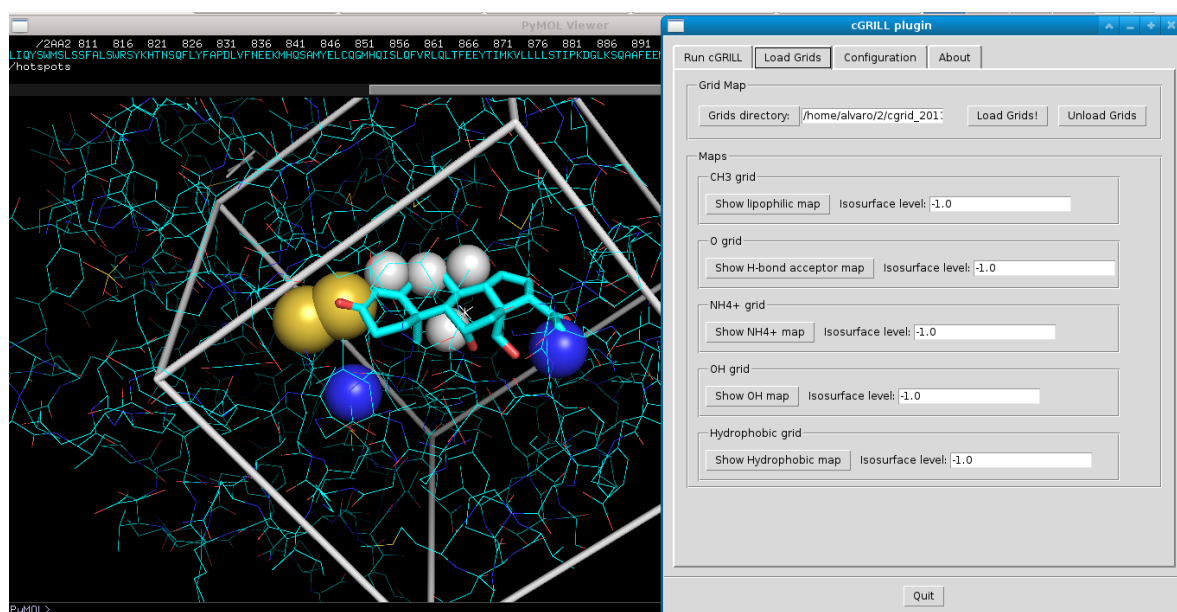 PyMOL Viewer
/2AA2 811 816 821 826 831 836 841 846 851 856 861 866 871 876 881 886 891
LIQYSWMSLSSFALSWRSYKHTNSQFLYFAPDLVFNEEKMHQSAMYELCQGMHQISLQFVRLQLTFEEYTIMKVLLLLSTIPKDGLKSQAAFEE
/hotspots
PyMOL>
cGRILL plugin
Run cGRILL Load Grids Configuration About
Grid Map
Grids directory: /home/alvaro/2/cgrid_201 Load Grids! Unload Grids
Maps
CH3 grid
Show lipophilic map Isosurface level: -1.0
O grid
Show H-bond acceptor map Isosurface level: -1.0
NH4+ grid
Show NH4+ map Isosurface level: -1.0
OH grid
Show OH map Isosurface level: -1.0
Hydrophobic grid
Show Hydrophobic map Isosurface level: -1.0
Quit